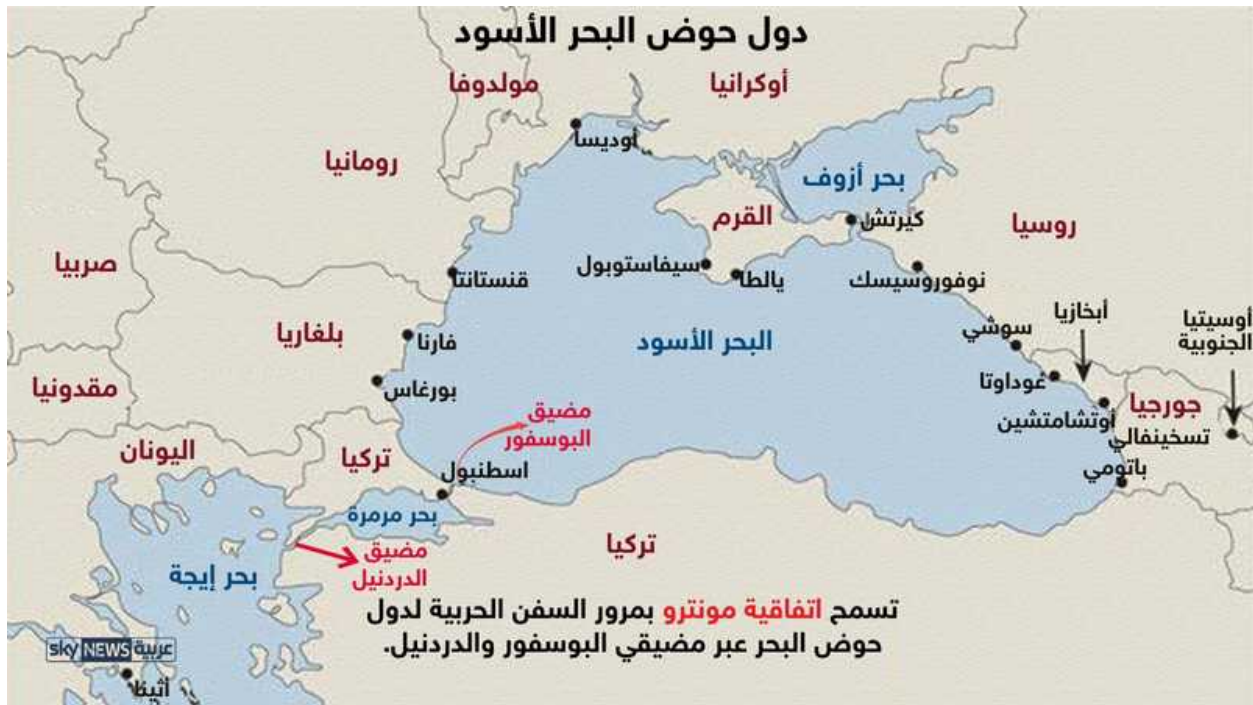 دول حوض البحر الأسود
أوكرانيا
مولدوفا
أوديسا
رومانيا
بحر أزوف
القرم
كيرتش
روسيا
صربيا
قنستانتا
سيفاستوبول
يالطا
نوفوروسيسك
أبخازيا
أوسيتيا
الجنوبية
بلغاريا
فارنا
البحر الأسود
سوشي
مقدونيا
بورغاس
غوداوتا
جورجيا
مضيق
البوسفور
أوتشامتشين
تسخينفالي
اليونان
تركيا
اسطنبول
باتومي
بحر مرمرة
تركيا
مضيق
الدردنيل
بحر إيجة
تسمح اتفاقية مونترو بمرور السفن الحربية لدول
حوض البحر عبر مضيقي البوسفور والدردنيل.
sky NEWS عربية
أثينا